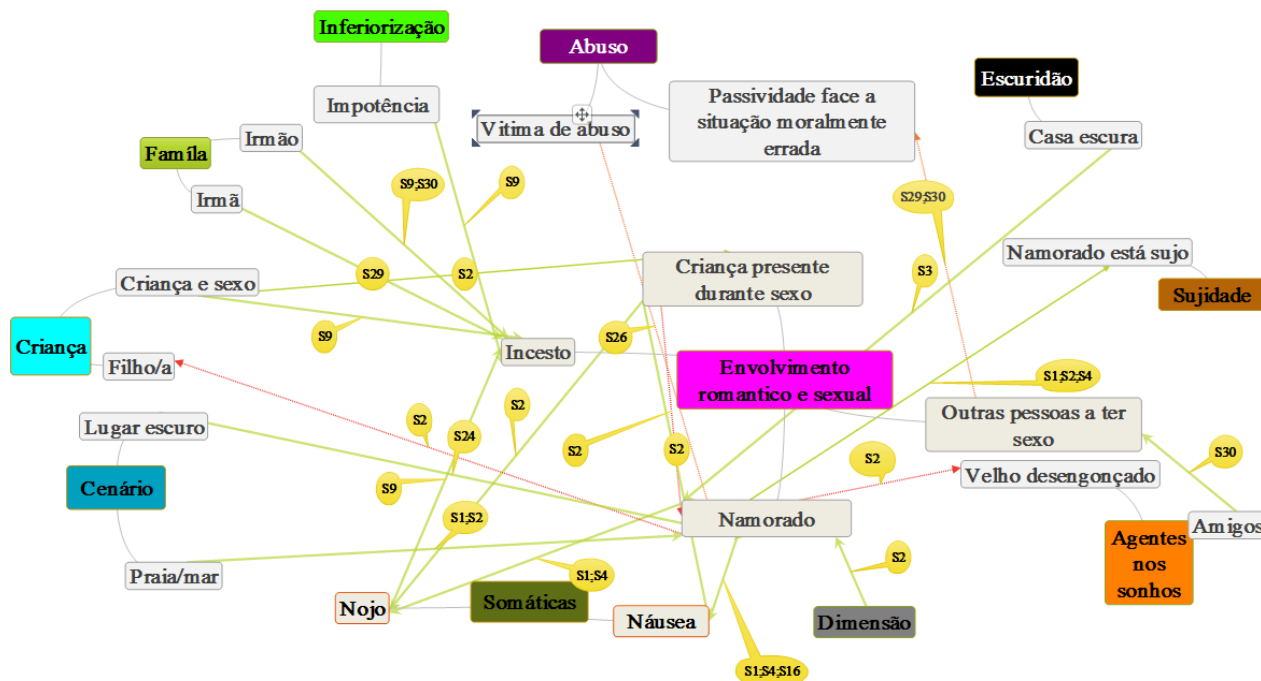 Inferiorização
Abuso
Escuridão
Impotência
Passividade face a
situação moralmente
errada
Vitima de abuso
Irmão
Casa escura
Famíla
S9
S9;S30
Irmã
S29;S30
Namorado está sujo
S29
S2
Criança presente
durante sexo
S3
Criança e sexo
Sujidade
S9
S26
Criança
Incesto
Envolvimento
romantico e sexual
Filho/a
S1;S2;S4
Outras pessoas a ter
sexo
Lugar escuro
S2
S24
S2
S2
S2
S2
S30
Cenário
S9
Velho desengonçado
S1;S2
Namorado
Amigos
Agentes
nos
sonhos
Praia/mar
S1;S4
S2
Nojo
Somáticas
Náusea
Dimensão
S1;S4;S16